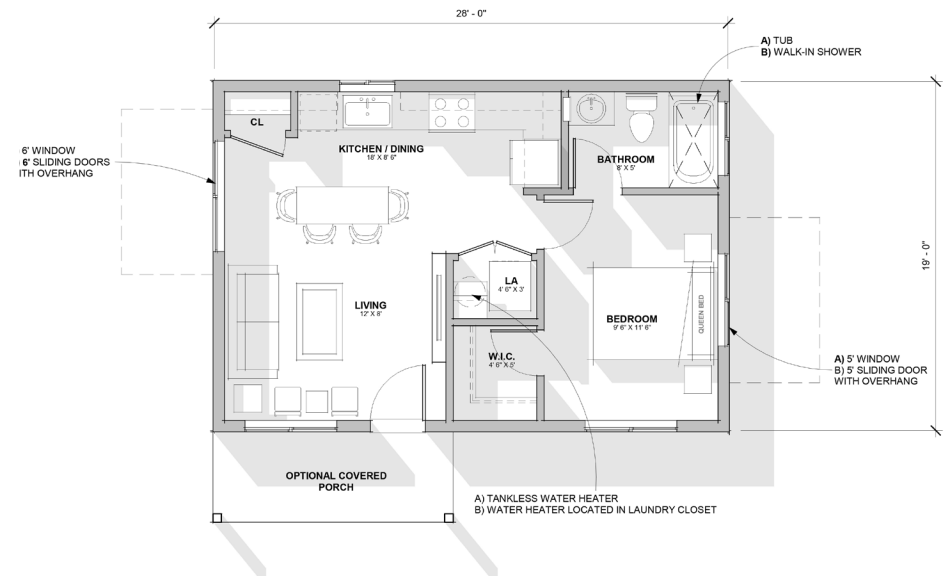 28' - 0"
A) TUB
B) WALK-IN SHOWER
CL
KITCHEN / DINING
18' X 8' 6"
6' WINDOW
6' SLIDING DOORS
ITH OVERHANG
BATHROOM
8' X 5'
19' - 0"
LA
4' 6" X 3'
LIVING
12' X 8'
BEDROOM
9' 6" X 11' 6"
QUEEN BED
W.I.C.
4' 6" X 5'
A) 5' WINDOW
B) 5' SLIDING DOOR
WITH OVERHANG
OPTIONAL COVERED
PORCH
A) TANKLESS WATER HEATER
B) WATER HEATER LOCATED IN LAUNDRY CLOSET